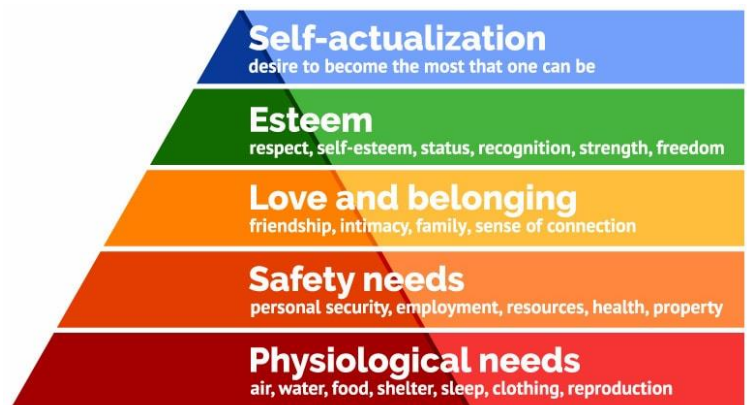 Self-actualization
desire to become the most that one can be
Esteem
respect, self-esteem, status, recognition, strength, freedom
Love and belonging
friendship, intimacy, family, sense of connection
Safety needs
personal security, employment, resources, health, property
Physiological needs
air, water, food, shelter, sleep, clothing, reproduction